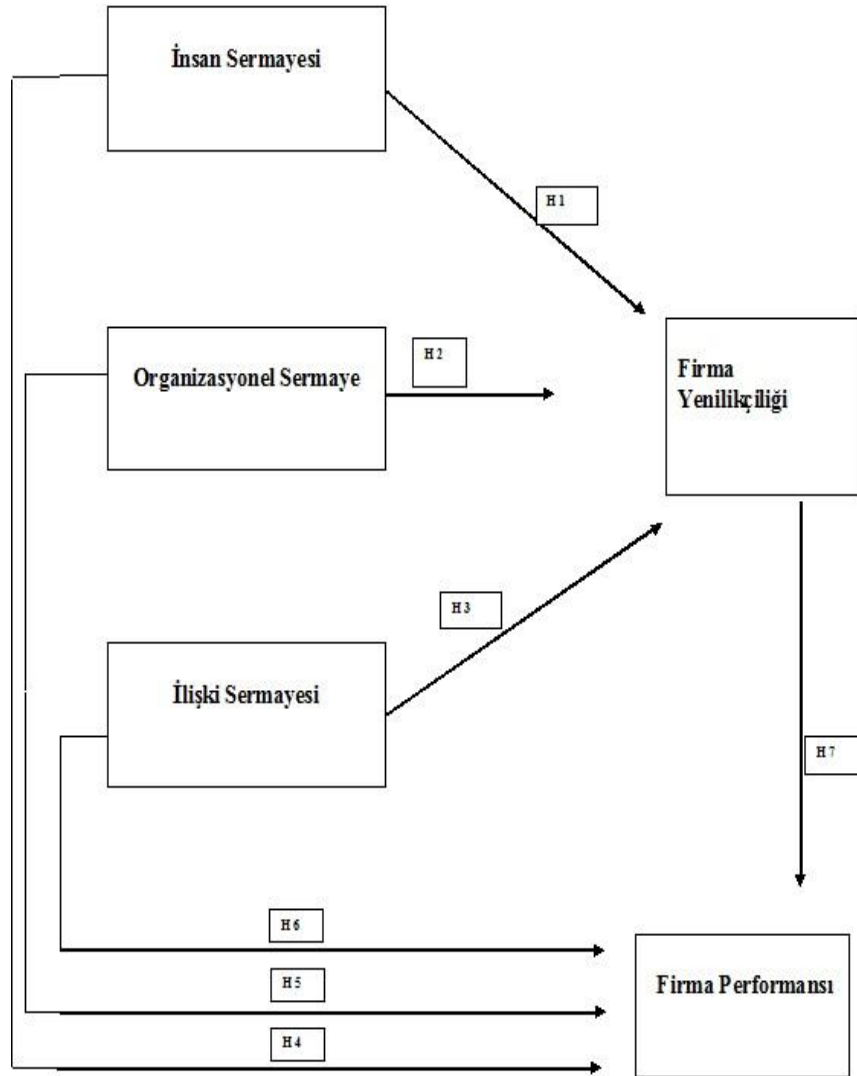 İnsan Sermayesi
H1
H2
Organizasyonel Sermaye
Firma
Yenilikçiliği
H3
İlişki Sermayesi
H7
H6
H5
Firma Performansı
H4